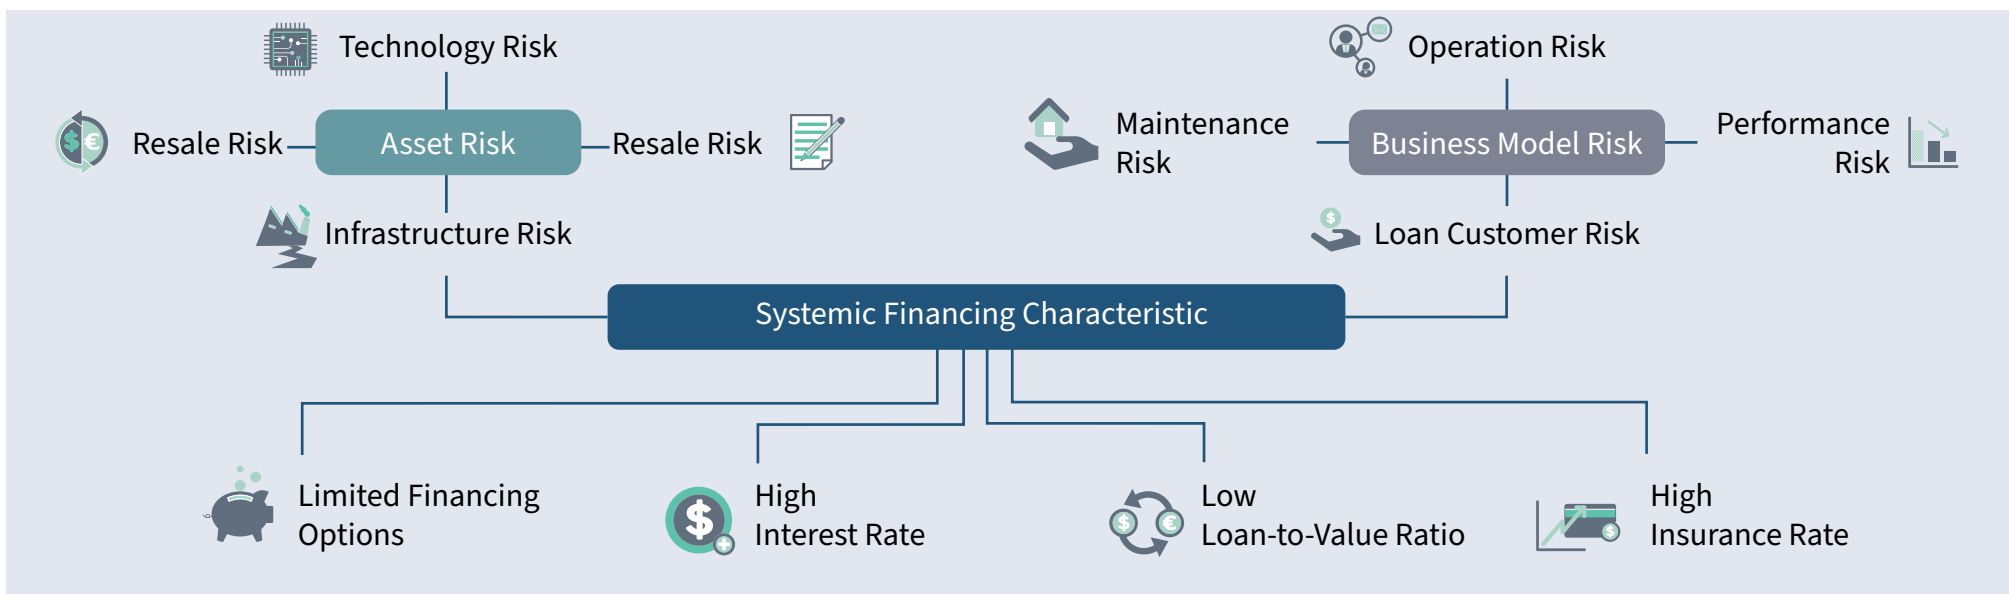 Technology Risk
Resale Risk
Asset Risk
Resale Risk
Infrastructure Risk
Operation Risk
Maintenance
Risk
Business Model Risk
Performance
Risk
Loan Customer Risk
Systemic Financing Characteristic
Limited Financing
Options
High
Interest Rate
Low
Loan-to-Value Ratio
High
Insurance Rate